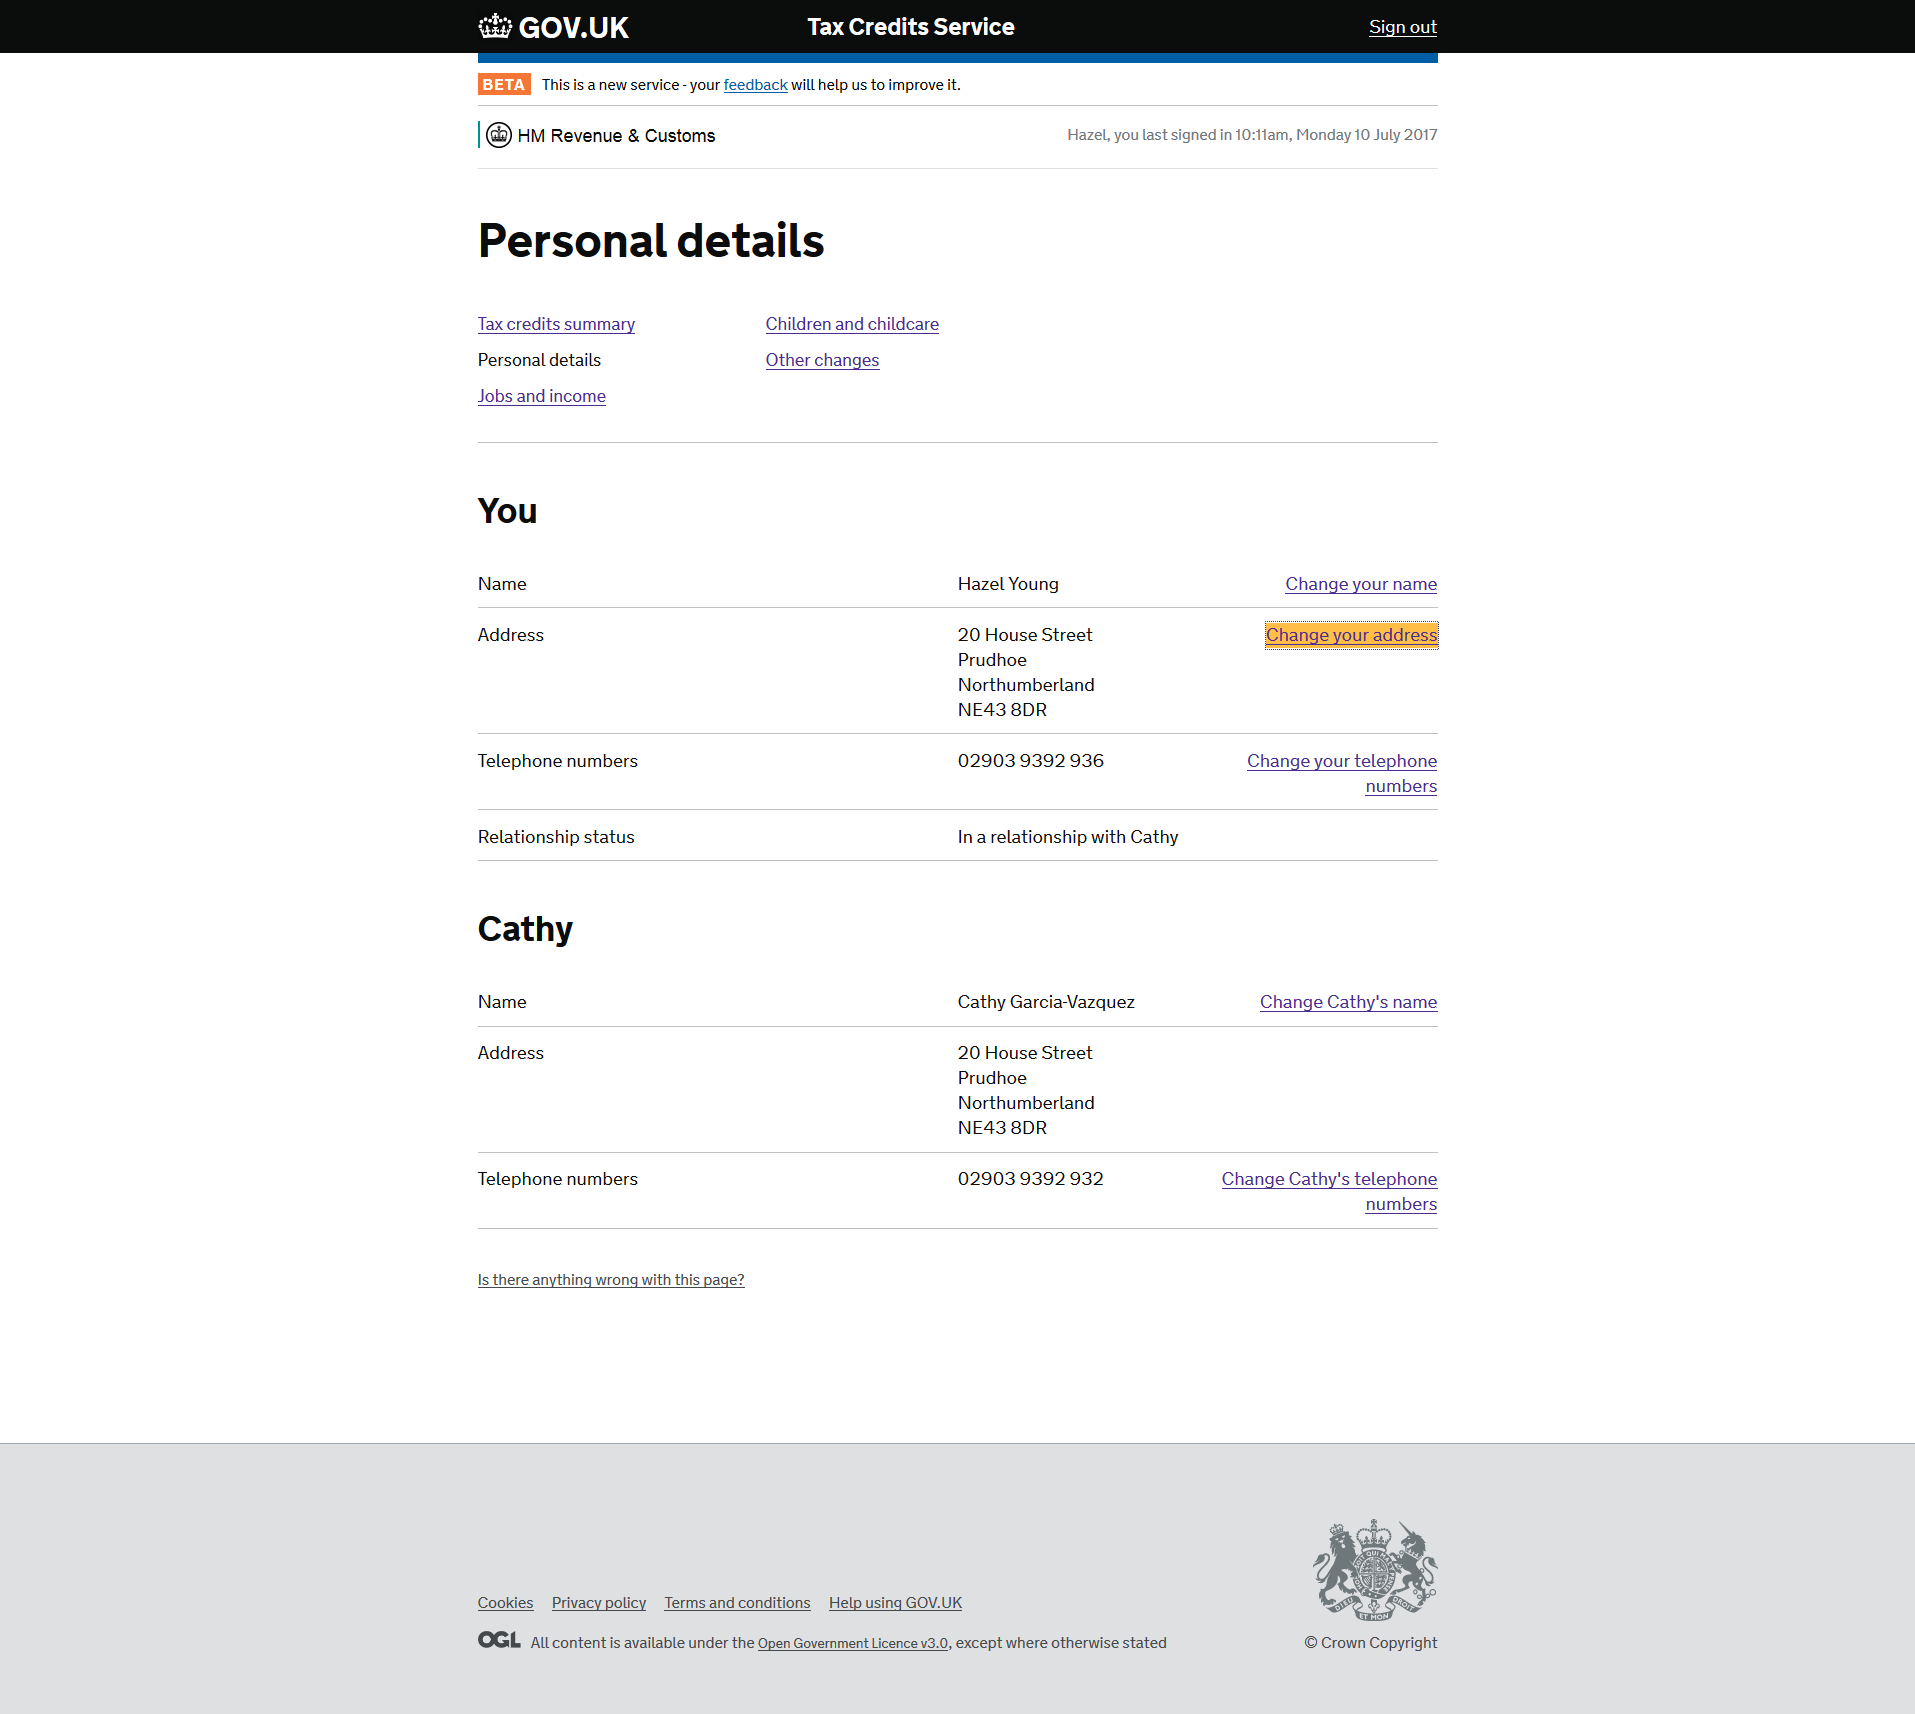 GOV.UK
Tax Credits Service
Sign out
BETA This is a new service - your feedback will help us to improve it.
HM Revenue & Customs
Hazel, you last signed in 10:11am, Monday 10 July 2017
Personal details
Tax credits summary
Children and childcare
Personal details
Other changes
Jobs and income
You
Name
Hazel Young
Change your name
Address
20 House Street
Change your address
Prudhoe
Northumberland
NE43 8DR
Telephone numbers
02903 9392 936
Change your telephone
numbers
Relationship status
In a relationship with Cathy
Cathy
Name
Cathy Garcia-Vazquez
Change Cathy's name
Address
20 House Street
Prudhoe
Northumberland
NE43 8DR
Telephone numbers
02903 9392 932
Change Cathy's telephone
numbers
Is there anything wrong with this page?
DIEU ET MON DROIT
Cookies Privacy policy Terms and conditions Help using GOV.UK
OGL All content is available under the Open Government Licence v3.0, except where otherwise stated
© Crown Copyright